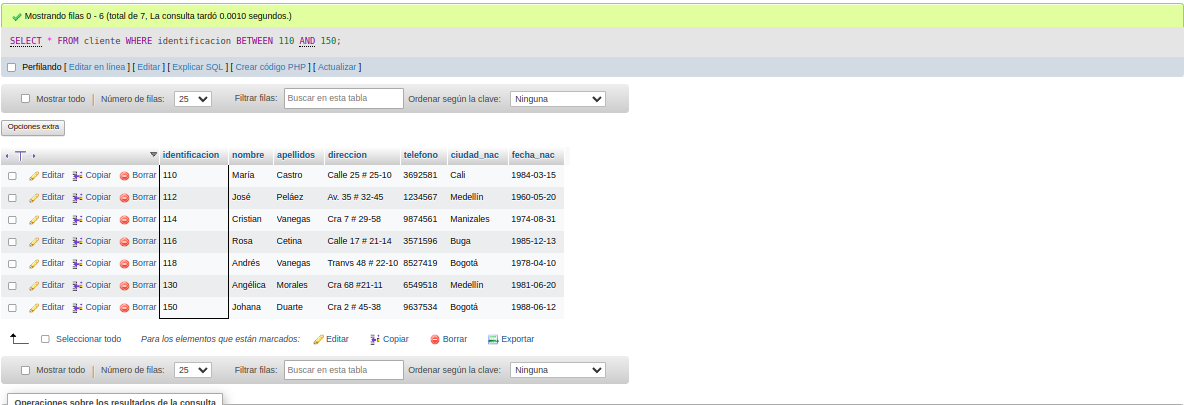 Mostrando filas 0 - 6 (total de 7, La consulta tardó 0.0010 segundos.)
SELECT * FROM cliente WHERE identificacion BETWEEN 110 AND 150;
Perfilando [ Editar en línea ] [ Editar ] [ Explicar SQL ] [ Crear código PHP ] [ Actualizar ]
Mostrar todo | Número de filas: 25 Filtrar filas: Buscar en esta tabla Ordenar según la clave: Ninguna
Opciones extra
identificacion nombre apellidos direccion telefono ciudad_nac fecha_nac
Editar Copiar Borrar 110 María Castro Calle 25 # 25-10 3692581 Cali 1984-03-15
Editar Copiar Borrar 112 José Peláez Av. 35 # 32-45 1234567 Medellín 1960-05-20
Editar Copiar Borrar 114 Cristian Vanegas Cra 7 # 29-58 9874561 Manizales 1974-08-31
Editar Copiar Borrar 116 Rosa Cetina Calle 17 # 21-14 3571596 Buga 1985-12-13
Editar Copiar Borrar 118 Andrés Vanegas Tranvs 48 # 22-10 8527419 Bogotá 1978-04-10
Editar Copiar Borrar 130 Angélica Morales Cra 68 #21-11 6549518 Medellín 1981-06-20
Editar Copiar Borrar 150 Johana Duarte Cra 2 # 45-38 9637534 Bogotá 1988-06-12
Seleccionar todo Para los elementos que están marcados: Editar Copiar Borrar Exportar
Mostrar todo | Número de filas: 25 Filtrar filas: Buscar en esta tabla Ordenar según la clave: Ninguna
Operaciones sobre los resultados de la consulta